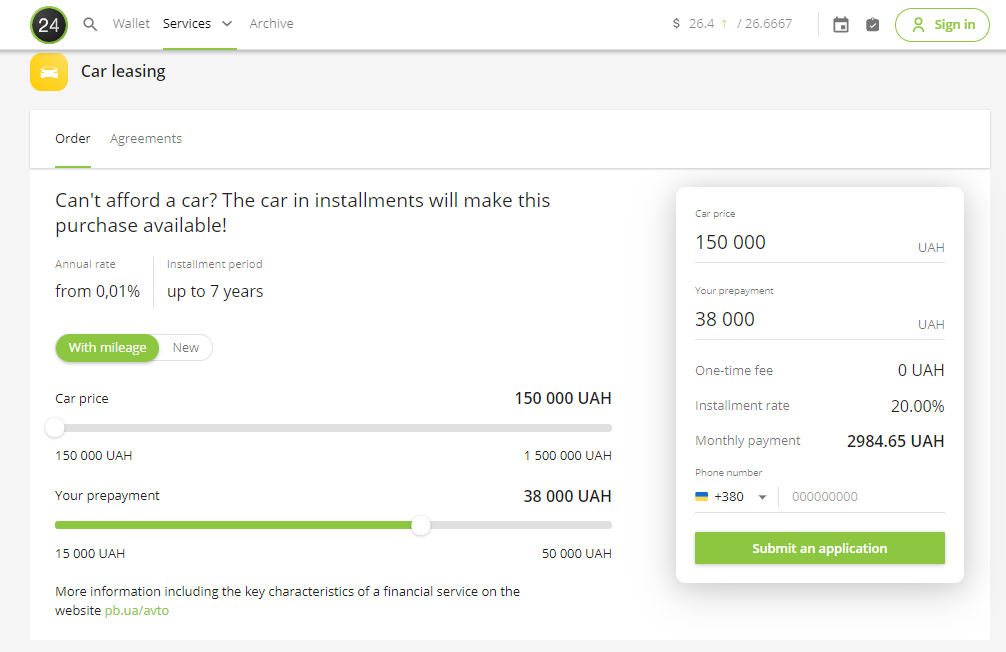 24 Wallet Services Archive $ 26.4 ↑ / 26.6667 Sign in
Car leasing
Order Agreements
Can't afford a car? The car in installments will make this
purchase available!
Annual rate Installment period
from 0,01% up to 7 years
With mileage New
Car price 150 000 UAH
150 000 UAH 1 500 000 UAH
Your prepayment 38 000 UAH
15 000 UAH 50 000 UAH
More information including the key characteristics of a financial service on the
website pb.ua/avto
Car price
150 000 UAH
Your prepayment
38 000 UAH
One-time fee 0 UAH
Installment rate 20.00%
Monthly payment 2984.65 UAH
Phone number
+380 000000000
Submit an application